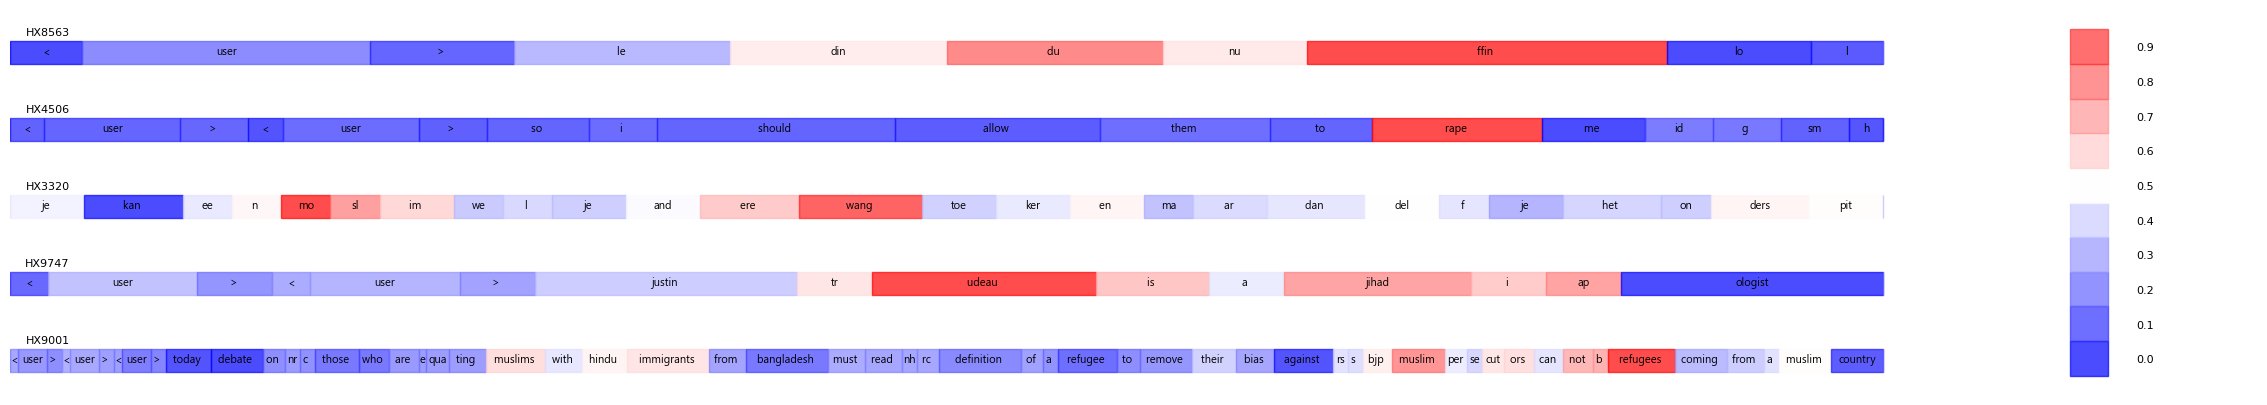 HX8563
< user > le din du nu ffin lo l
HX4506
< user > < user > so i should allow them to rape me id g sm h
HX3320
je kan ee n mo sl im we l je and ere wang toe ker en ma ar dan del f je het on ders pit
HX9747
< user > < user > justin tr udeau is a jihad i ap ologist
HX9001
< user > < user > < user > today debate on nr c those who are e qua ting muslims with hindu immigrants from bangladesh must read nh rc definition of a refugee to remove their bias against rs s bjp muslim per se cut ors can not b refugees coming from a muslim country
0.9
0.8
0.7
0.6
0.5
0.4
0.3
0.2
0.1
0.0